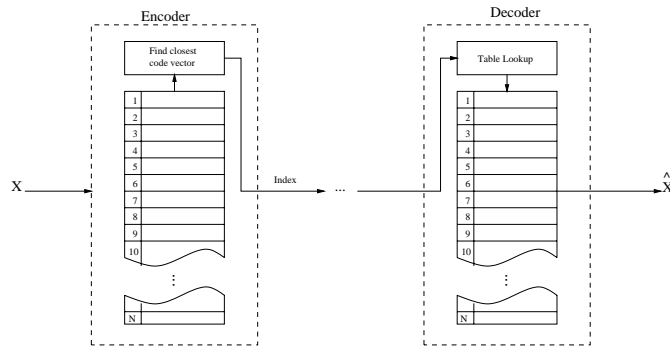 Encoder
Find closest
code vector
1
2
3
4
5
6
7
8
9
10
...
N
X
Index
...
Decoder
Table Lookup
1
2
3
4
5
6
7
8
9
10
...
N
X̂